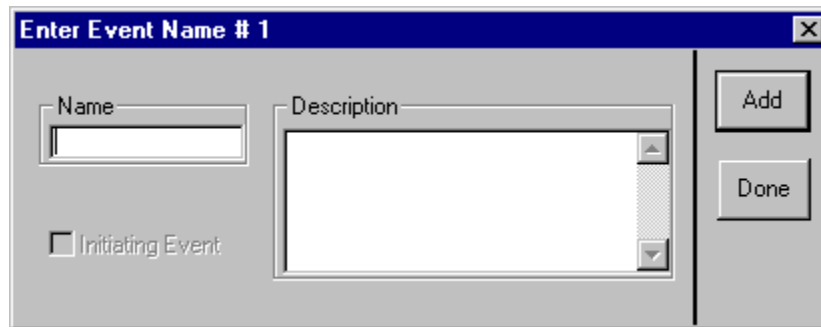 Enter Event Name # 1
Name
Description
Add
Done
Initiating Event